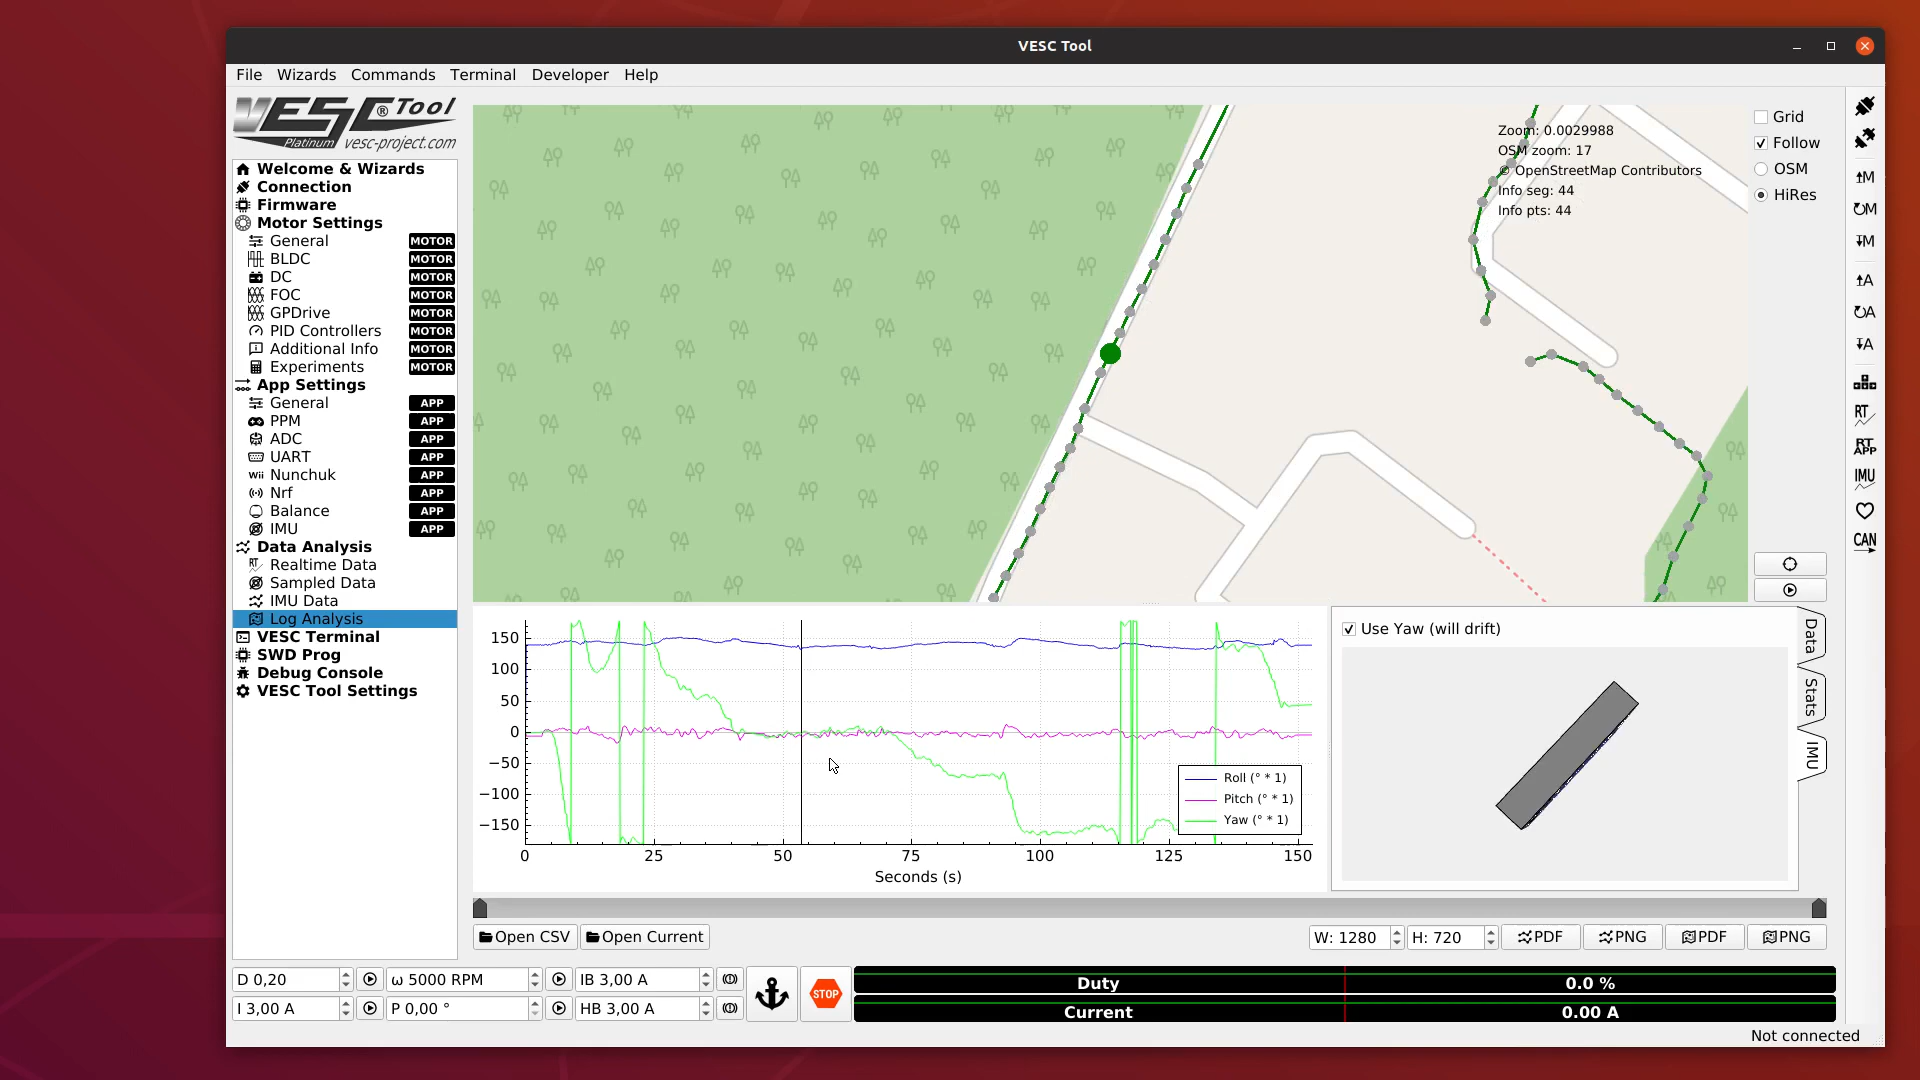 VESC Tool
File Wizards Commands Terminal Developer Help
VESC® Tool
Platinum vesc-project.com
Welcome & Wizards
Connection
Firmware
Motor Settings
General MOTOR
BLDC MOTOR
DC MOTOR
FOC MOTOR
GPDrive MOTOR
PID Controllers MOTOR
Additional Info MOTOR
Experiments MOTOR
App Settings
General APP
PPM APP
ADC APP
UART APP
Wii Nunchuk APP
Nrf APP
Balance APP
IMU APP
Data Analysis
RT Realtime Data
Sampled Data
IMU Data
Log Analysis
VESC Terminal
SWD Prog
Debug Console
VESC Tool Settings
Zoom: 0.0029988
OSM zoom: 17
© OpenStreetMap Contributors
Info seg: 44
Info pts: 44
Grid
Follow
OSM
HiRes
M
M
M
A
A
A
RT
RT
APP
IMU
CAN
150
100
50
0
−50
−100
−150
0 25 50 75 100 125 150
Seconds (s)
Roll (° * 1)
Pitch (° * 1)
Yaw (° * 1)
Use Yaw (will drift)
Data
Stats
IMU
Open CSV Open Current W: 1280 H: 720 PDF PNG PDF PNG
D 0,20 ω 5000 RPM IB 3,00 A
I 3,00 A P 0,00 ° HB 3,00 A
STOP
Duty 0.0 %
Current 0.00 A
Not connected